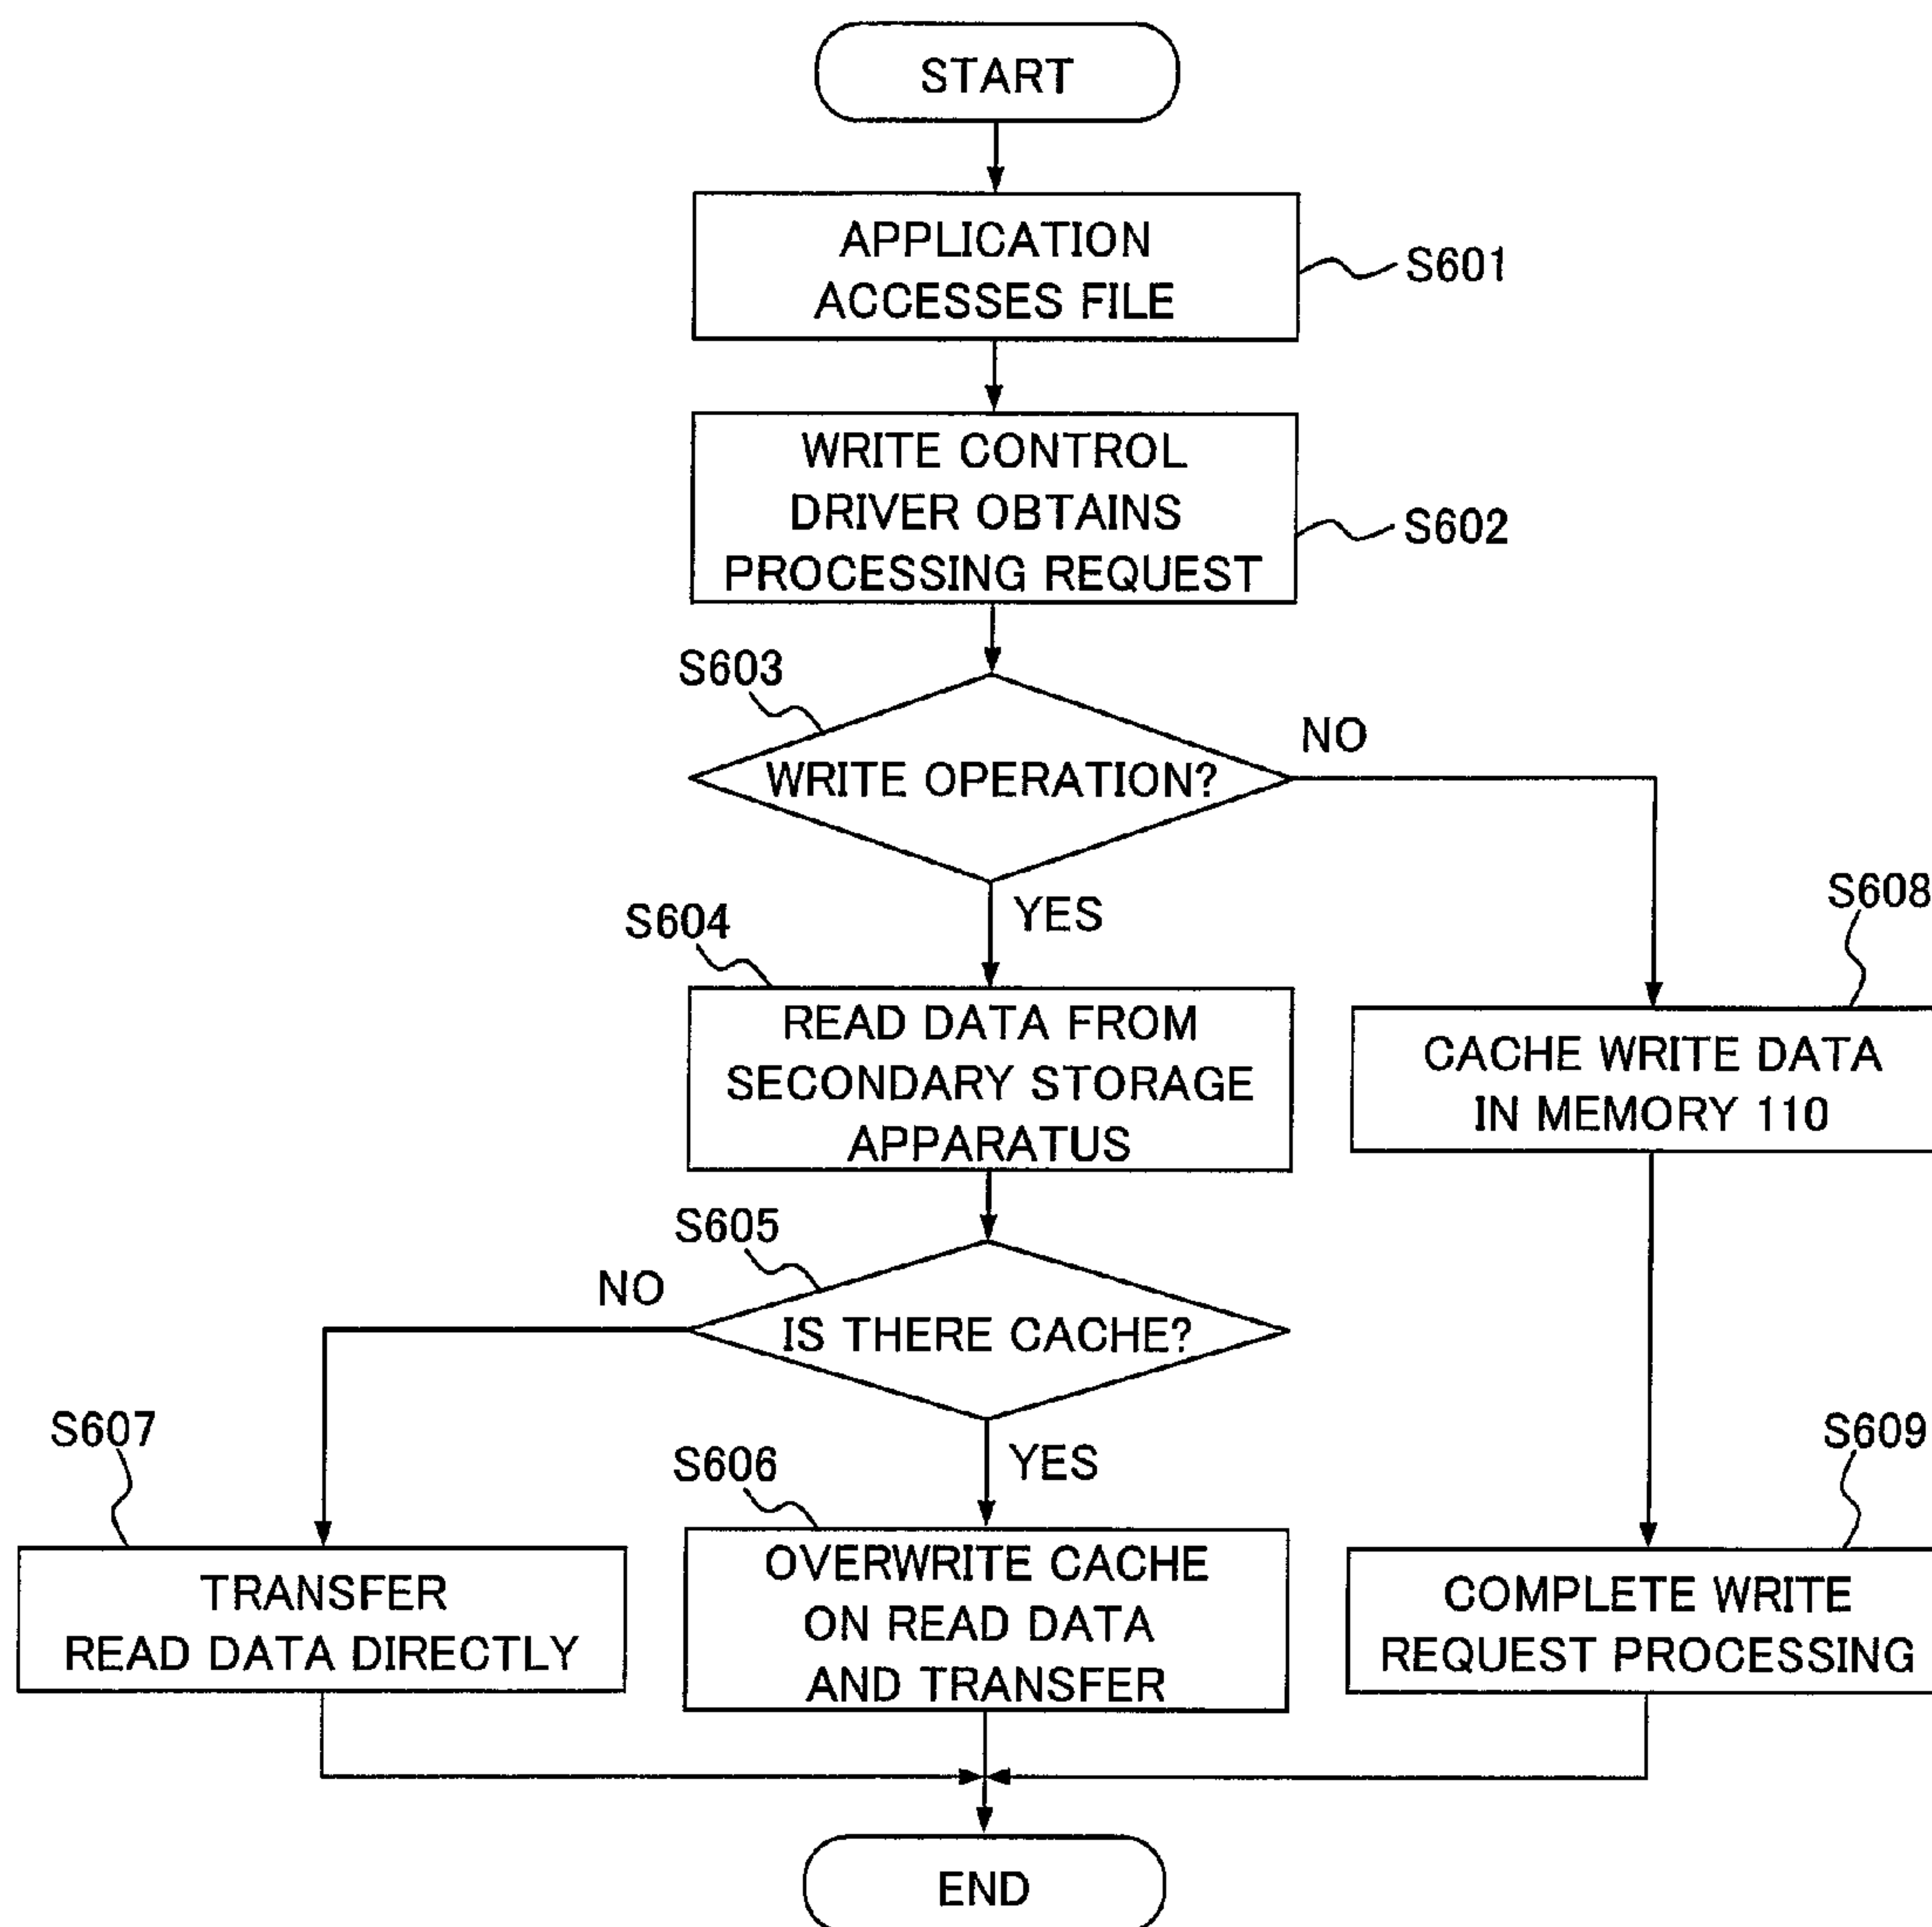 START
APPLICATION
ACCESSES FILE
S601
WRITE CONTROL
DRIVER OBTAINS
PROCESSING REQUEST
S602
S603
WRITE OPERATION?
NO
YES
S604
READ DATA FROM
SECONDARY STORAGE
APPARATUS
S608
CACHE WRITE DATA
IN MEMORY 110
S605
IS THERE CACHE?
NO
YES
S607
TRANSFER
READ DATA DIRECTLY
S606
OVERWRITE CACHE
ON READ DATA
AND TRANSFER
S609
COMPLETE WRITE
REQUEST PROCESSING
END